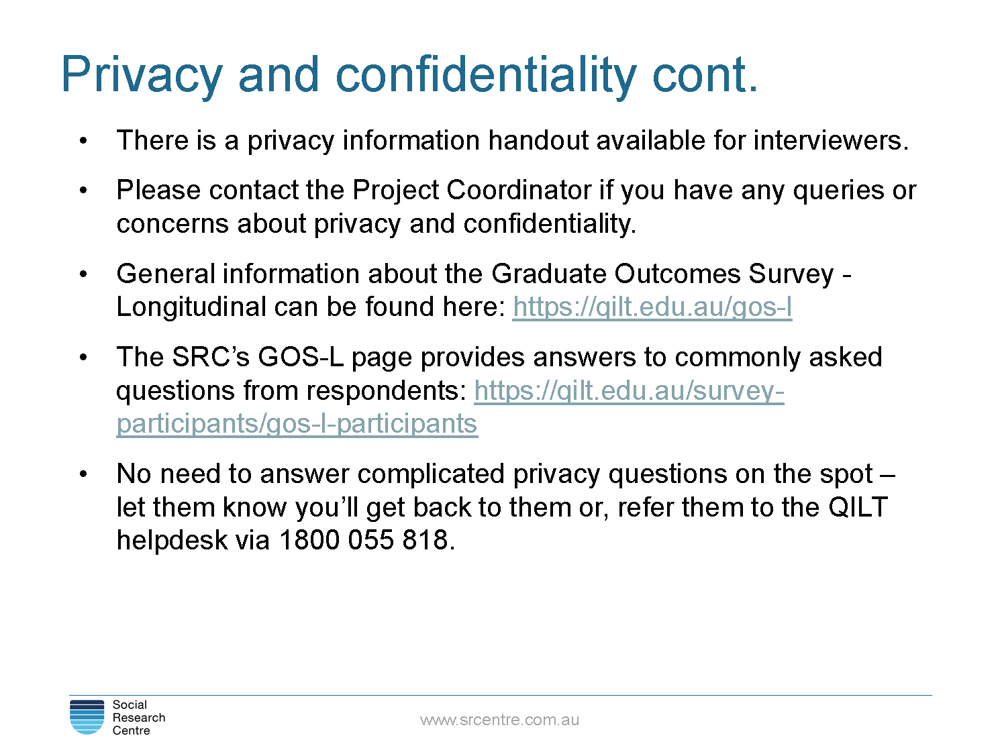 Privacy and confidentiality cont.
• There is a privacy information handout available for interviewers.
• Please contact the Project Coordinator if you have any queries or
concerns about privacy and confidentiality.
• General information about the Graduate Outcomes Survey -
Longitudinal can be found here: https://qilt.edu.au/gos-l
• The SRC’s GOS-L page provides answers to commonly asked
questions from respondents: https://qilt.edu.au/survey-
participants/gos-l-participants
• No need to answer complicated privacy questions on the spot –
let them know you’ll get back to them or, refer them to the QILT
helpdesk via 1800 055 818.
Social
Research
Centre
www.srcentre.com.au